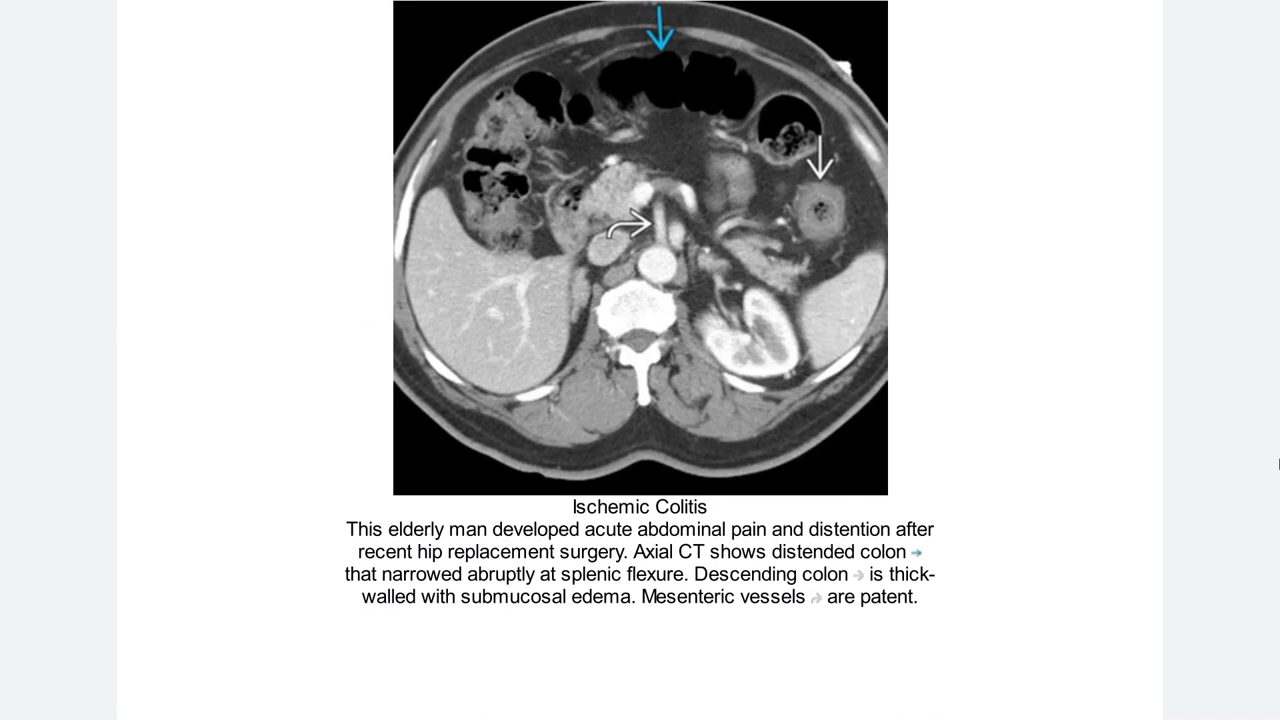 Ischemic Colitis
This elderly man developed acute abdominal pain and distention after
recent hip replacement surgery. Axial CT shows distended colon
that narrowed abruptly at splenic flexure. Descending colon is thick-
walled with submucosal edema. Mesenteric vessels are patent.